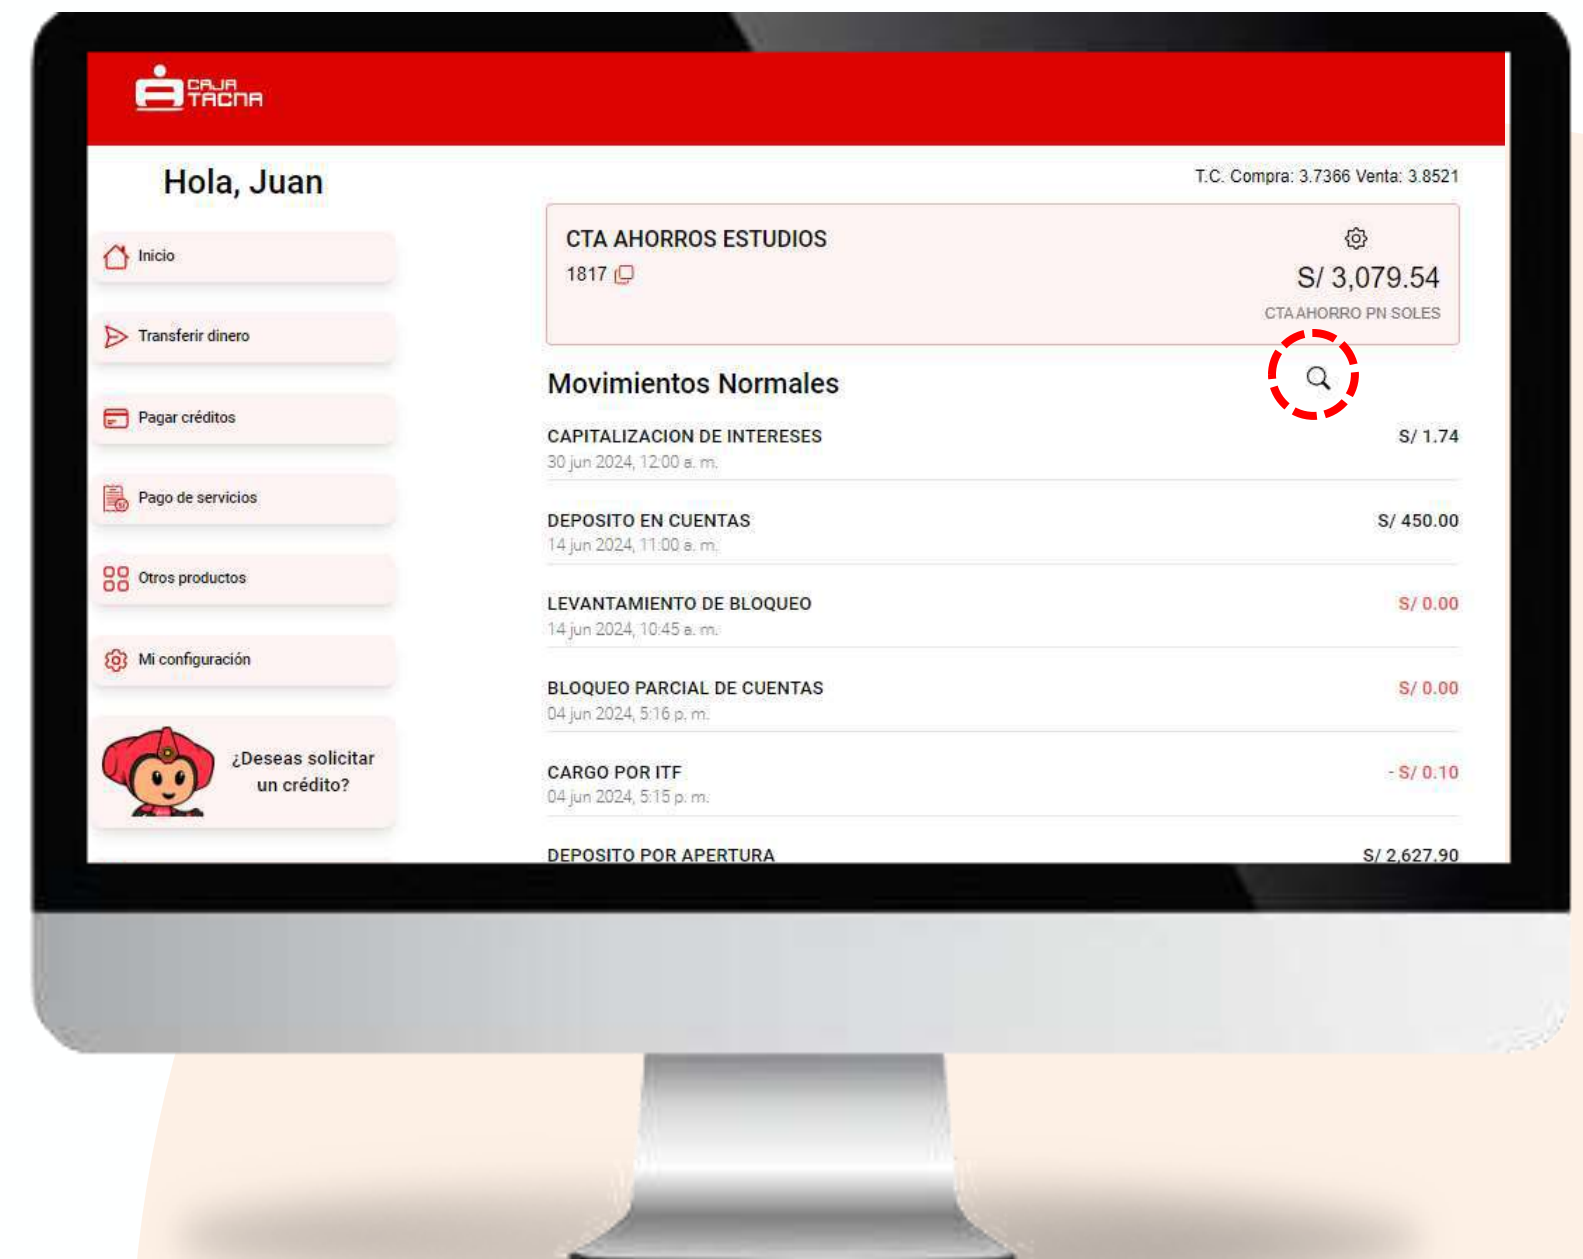 CAJA
TACNA
Hola, Juan
T.C. Compra: 3.7366 Venta: 3.8521
Inicio
Transferir dinero
Pagar créditos
Pago de servicios
Otros productos
Mi configuración
¿Deseas solicitar
un crédito?
CTA AHORROS ESTUDIOS
1817
S/ 3,079.54
CTA AHORRO PN SOLES
Movimientos Normales
CAPITALIZACION DE INTERESES S/ 1.74
30 jun 2024, 12:00 a. m.
DEPOSITO EN CUENTAS S/ 450.00
14 jun 2024, 11:00 a. m.
LEVANTAMIENTO DE BLOQUEO S/ 0.00
14 jun 2024, 10:45 a. m.
BLOQUEO PARCIAL DE CUENTAS S/ 0.00
04 jun 2024, 5:16 p. m.
CARGO POR ITF - S/ 0.10
04 jun 2024, 5:15 p. m.
DEPOSITO POR APERTURA S/ 2,627.90